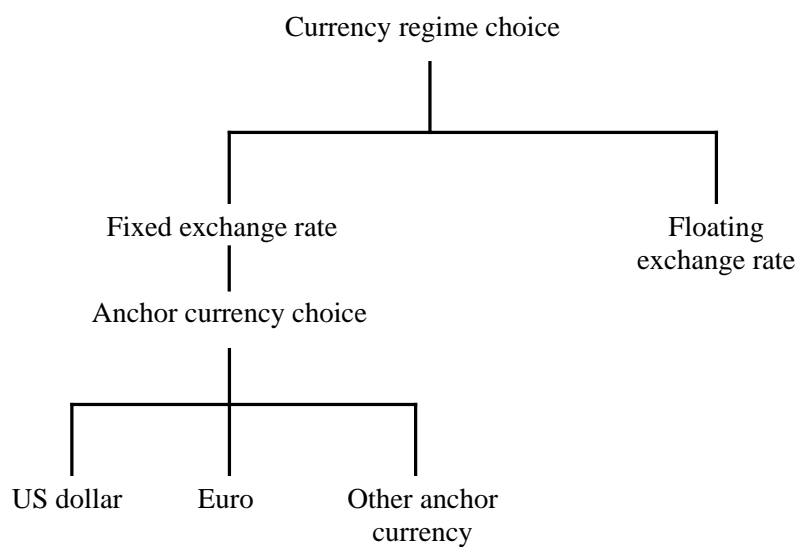 Currency regime choice
Fixed exchange rate
Floating
exchange rate
Anchor currency choice
US dollar
Euro
Other anchor
currency